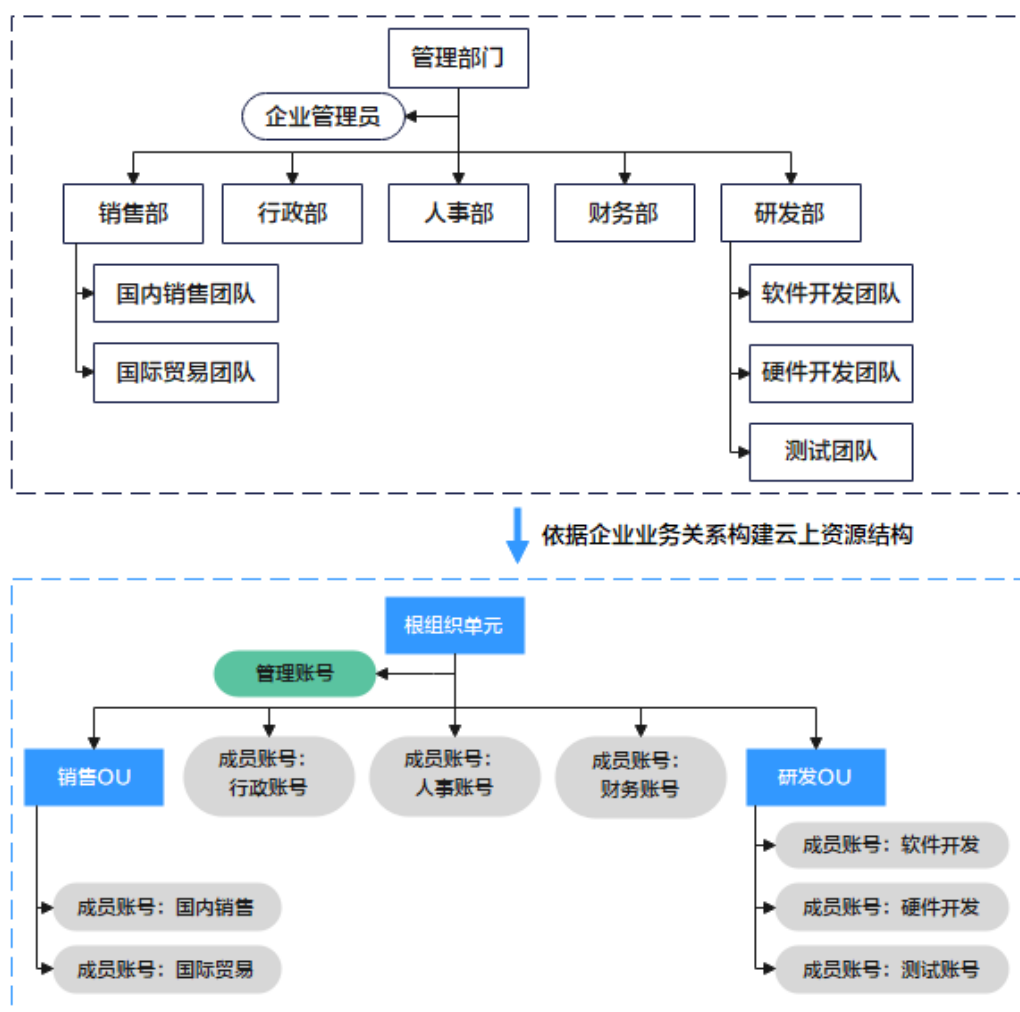 管理部门
企业管理员
销售部
行政部
人事部
财务部
研发部
国内销售团队
国际贸易团队
软件开发团队
硬件开发团队
测试团队
依据企业业务关系构建云上资源结构
根组织单元
管理账号
销售OU
成员账号：
行政账号
成员账号：
人事账号
成员账号：
财务账号
研发OU
成员账号：国内销售
成员账号：国际贸易
成员账号：软件开发
成员账号：硬件开发
成员账号：测试账号